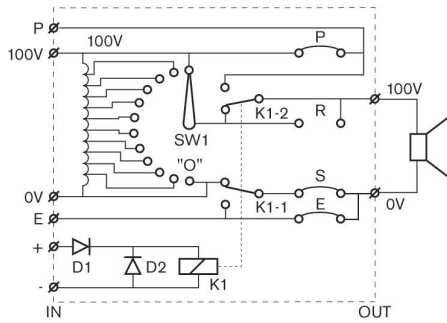 P
100V
100V
P
100V
K1-2
R
SW1
"O"
0V
S
0V
E
K1-1
E
+
D1
D2
K1
-
IN
OUT